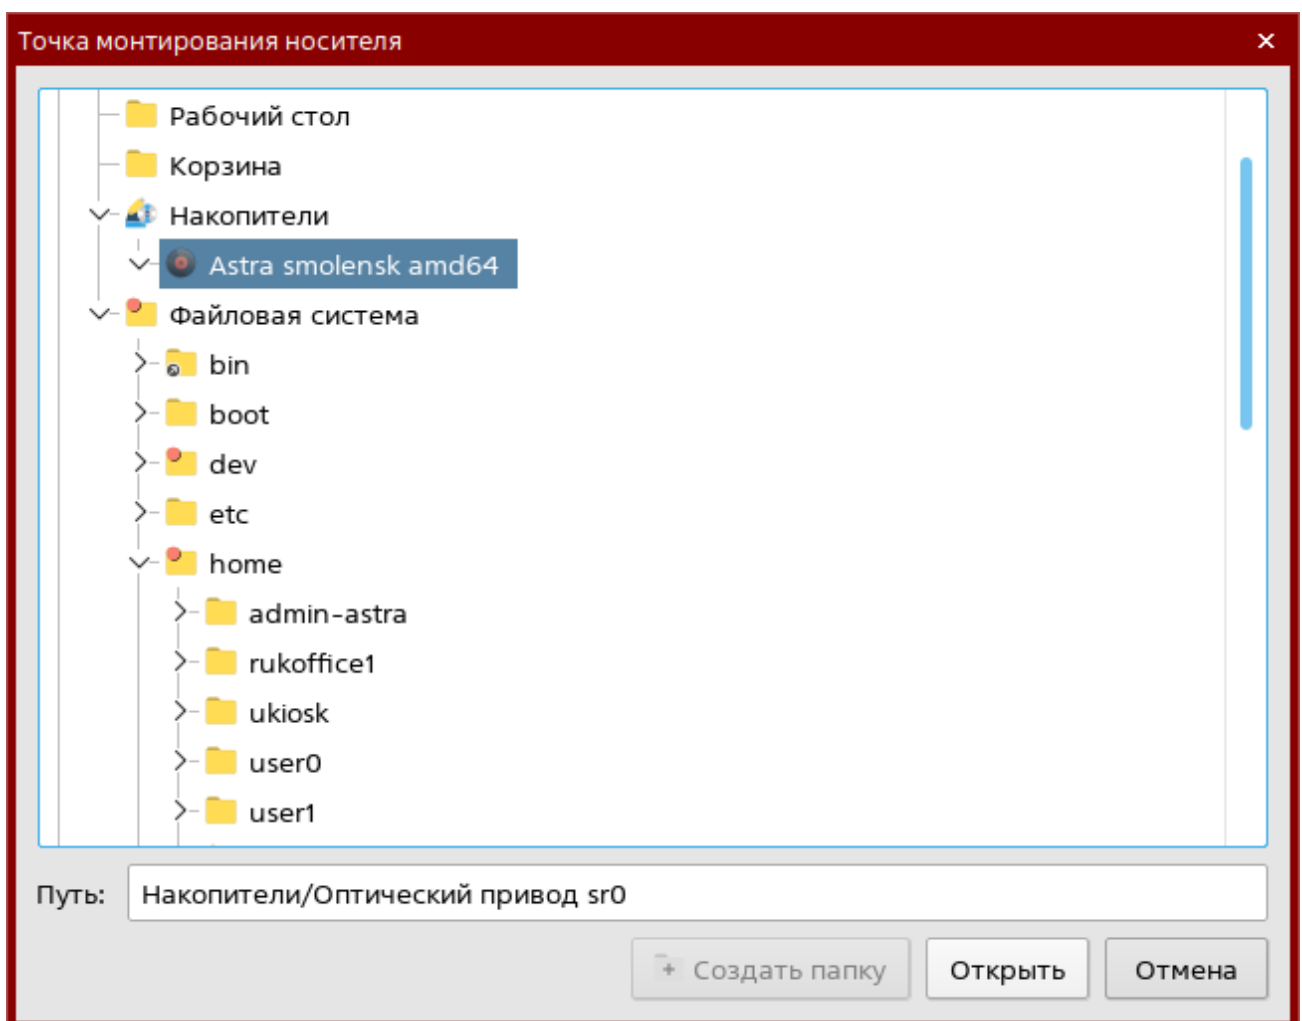 Точка монтирования носителя
Рабочий стол
Корзина
Накопители
Astra smolensk amd64
Файловая система
bin
boot
dev
etc
home
admin-astra
rukoffice1
ukiosk
user0
user1
Путь: Накопители/Оптический привод sr0
Создать папку Открыть Отмена